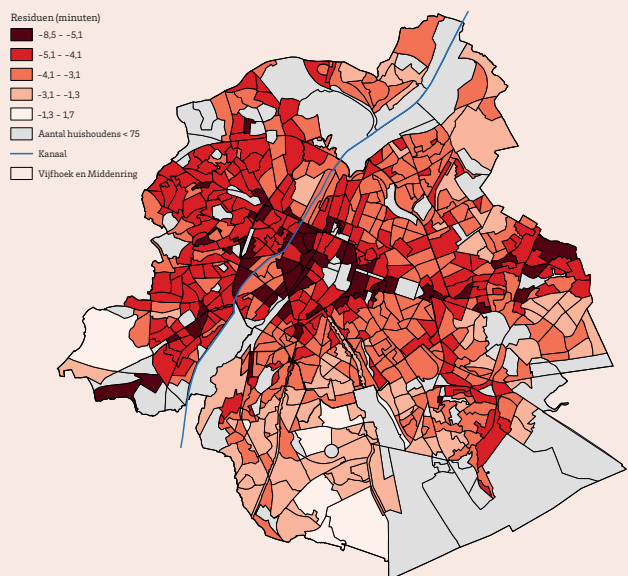 Residuen (minuten)
-8,5 - -5,1
-5,1 - -4,1
-4,1 - -3,1
-3,1 - -1,3
-1,3 - 1,7
Aantal huishoudens < 75
Kanaal
Vijfhoek en Middenring